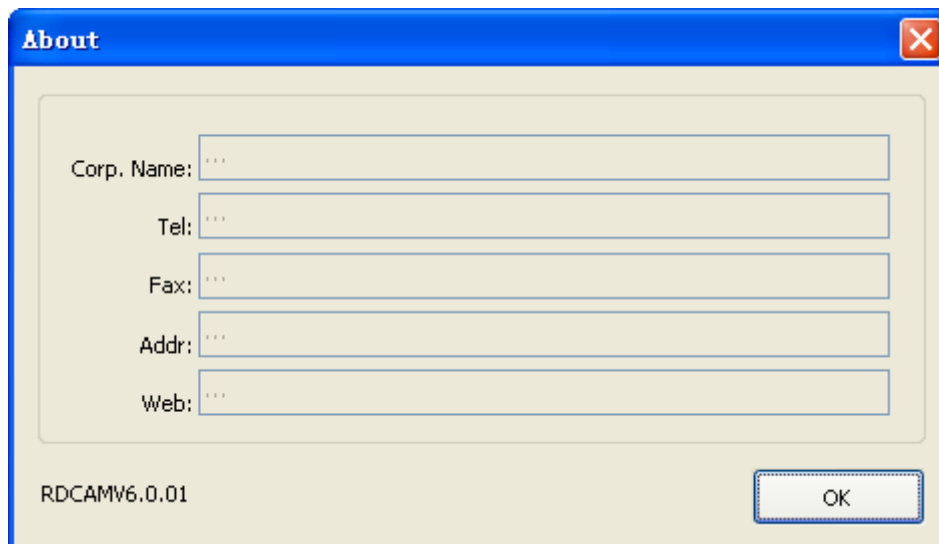 About
Corp. Name: ...
Tel: ...
Fax: ...
Addr: ...
Web: ...
RDCAMV6.0.01
OK